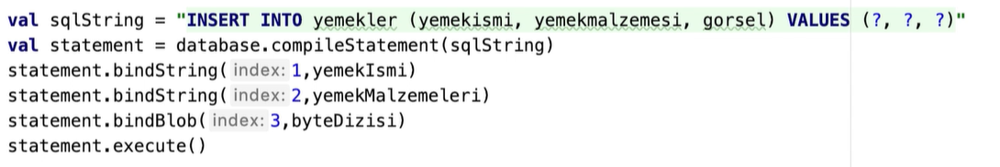 val sqlString = "INSERT INTO yemekler (yemekismi, yemekmalzemesi, gorsel) VALUES (?, ?, ?)"
val statement = database.compileStatement(sqlString)
statement.bindString( index: 1,yemekIsmi)
statement.bindString( index: 2,yemekMalzemeleri)
statement.bindBlob( index: 3,byteDizisi)
statement.execute()